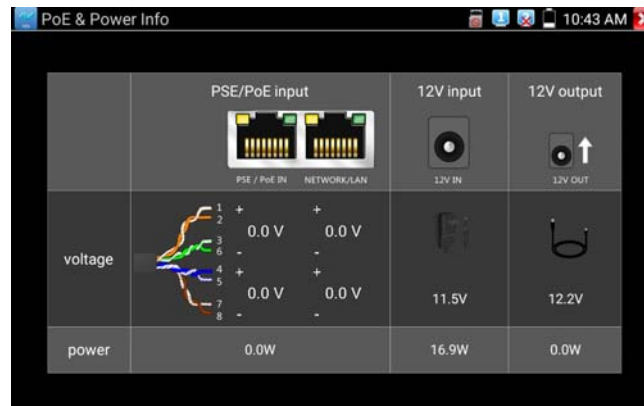 PoE & Power Info
10:43 AM
PSE/PoE input
12V input
12V output
PSE / PoE IN
NETWORK/LAN
12V IN
12V OUT
voltage
1
2
3
6
4
5
7
8
+ +
0.0 V 0.0 V
- -
+ +
0.0 V 0.0 V
- -
11.5V
12.2V
power
0.0W
16.9W
0.0W